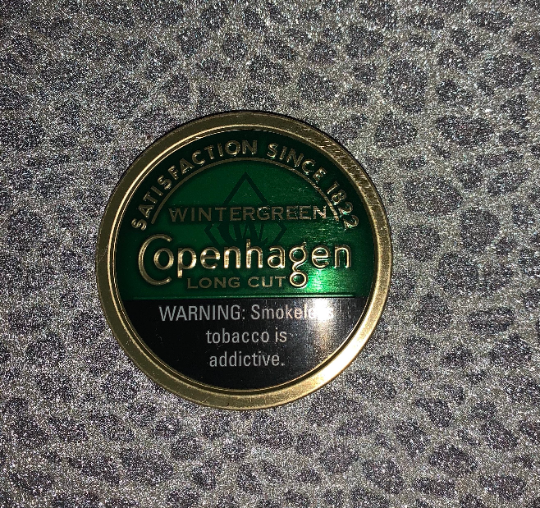 SATISFACTION SINCE 1822
WINTERGREEN
Copenhagen
LONG CUT
WARNING: Smokeless
tobacco is
addictive.